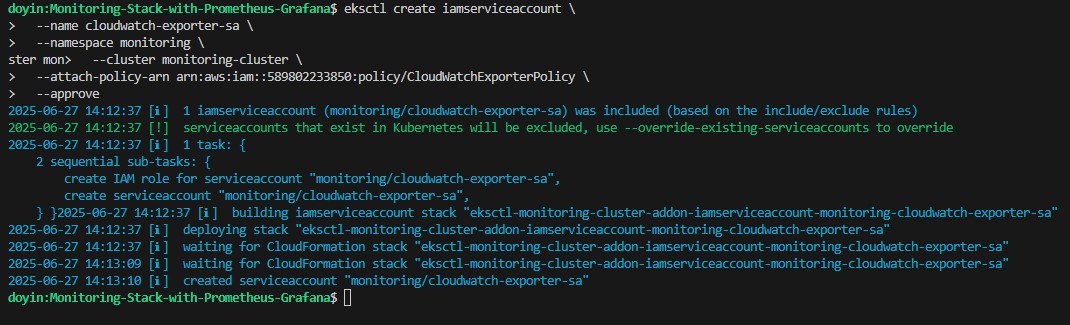 doyin:Monitoring-Stack-with-Prometheus-Grafana$ eksctl create iamserviceaccount \
>   --name cloudwatch-exporter-sa \
>   --namespace monitoring \
ster mon>   --cluster monitoring-cluster \
>   --attach-policy-arn arn:aws:iam::589802233850:policy/CloudWatchExporterPolicy \
>   --approve
2025-06-27 14:12:37 [ℹ]  1 iamserviceaccount (monitoring/cloudwatch-exporter-sa) was included (based on the include/exclude rules)
2025-06-27 14:12:37 [!]  serviceaccounts that exist in Kubernetes will be excluded, use --override-existing-serviceaccounts to override
2025-06-27 14:12:37 [ℹ]  1 task: {
    2 sequential sub-tasks: {
        create IAM role for serviceaccount "monitoring/cloudwatch-exporter-sa",
        create serviceaccount "monitoring/cloudwatch-exporter-sa",
    } }2025-06-27 14:12:37 [ℹ]  building iamserviceaccount stack "eksctl-monitoring-cluster-addon-iamserviceaccount-monitoring-cloudwatch-exporter-sa"
2025-06-27 14:12:37 [ℹ]  deploying stack "eksctl-monitoring-cluster-addon-iamserviceaccount-monitoring-cloudwatch-exporter-sa"
2025-06-27 14:12:37 [ℹ]  waiting for CloudFormation stack "eksctl-monitoring-cluster-addon-iamserviceaccount-monitoring-cloudwatch-exporter-sa"
2025-06-27 14:13:09 [ℹ]  waiting for CloudFormation stack "eksctl-monitoring-cluster-addon-iamserviceaccount-monitoring-cloudwatch-exporter-sa"
2025-06-27 14:13:10 [ℹ]  created serviceaccount "monitoring/cloudwatch-exporter-sa"
doyin:Monitoring-Stack-with-Prometheus-Grafana$